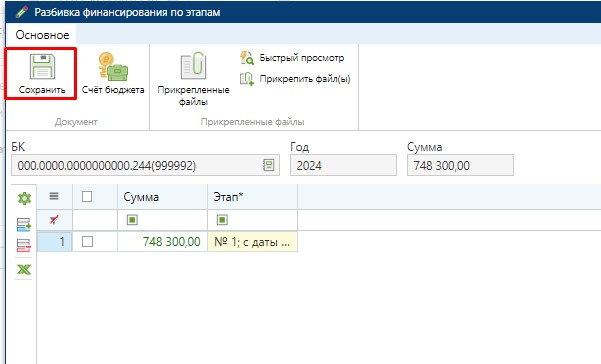 Разбивка финансирования по этапам
Основное
Сохранить
Счёт бюджета
Прикрепленные
файлы
Быстрый просмотр
Прикрепить файл(ы)
Документ
Прикрепленные файлы
БК
Год
Сумма
000.0000.0000000000.244(999992)
2024
748 300,00
Сумма
Этап*
1
748 300,00
№ 1; с даты ...